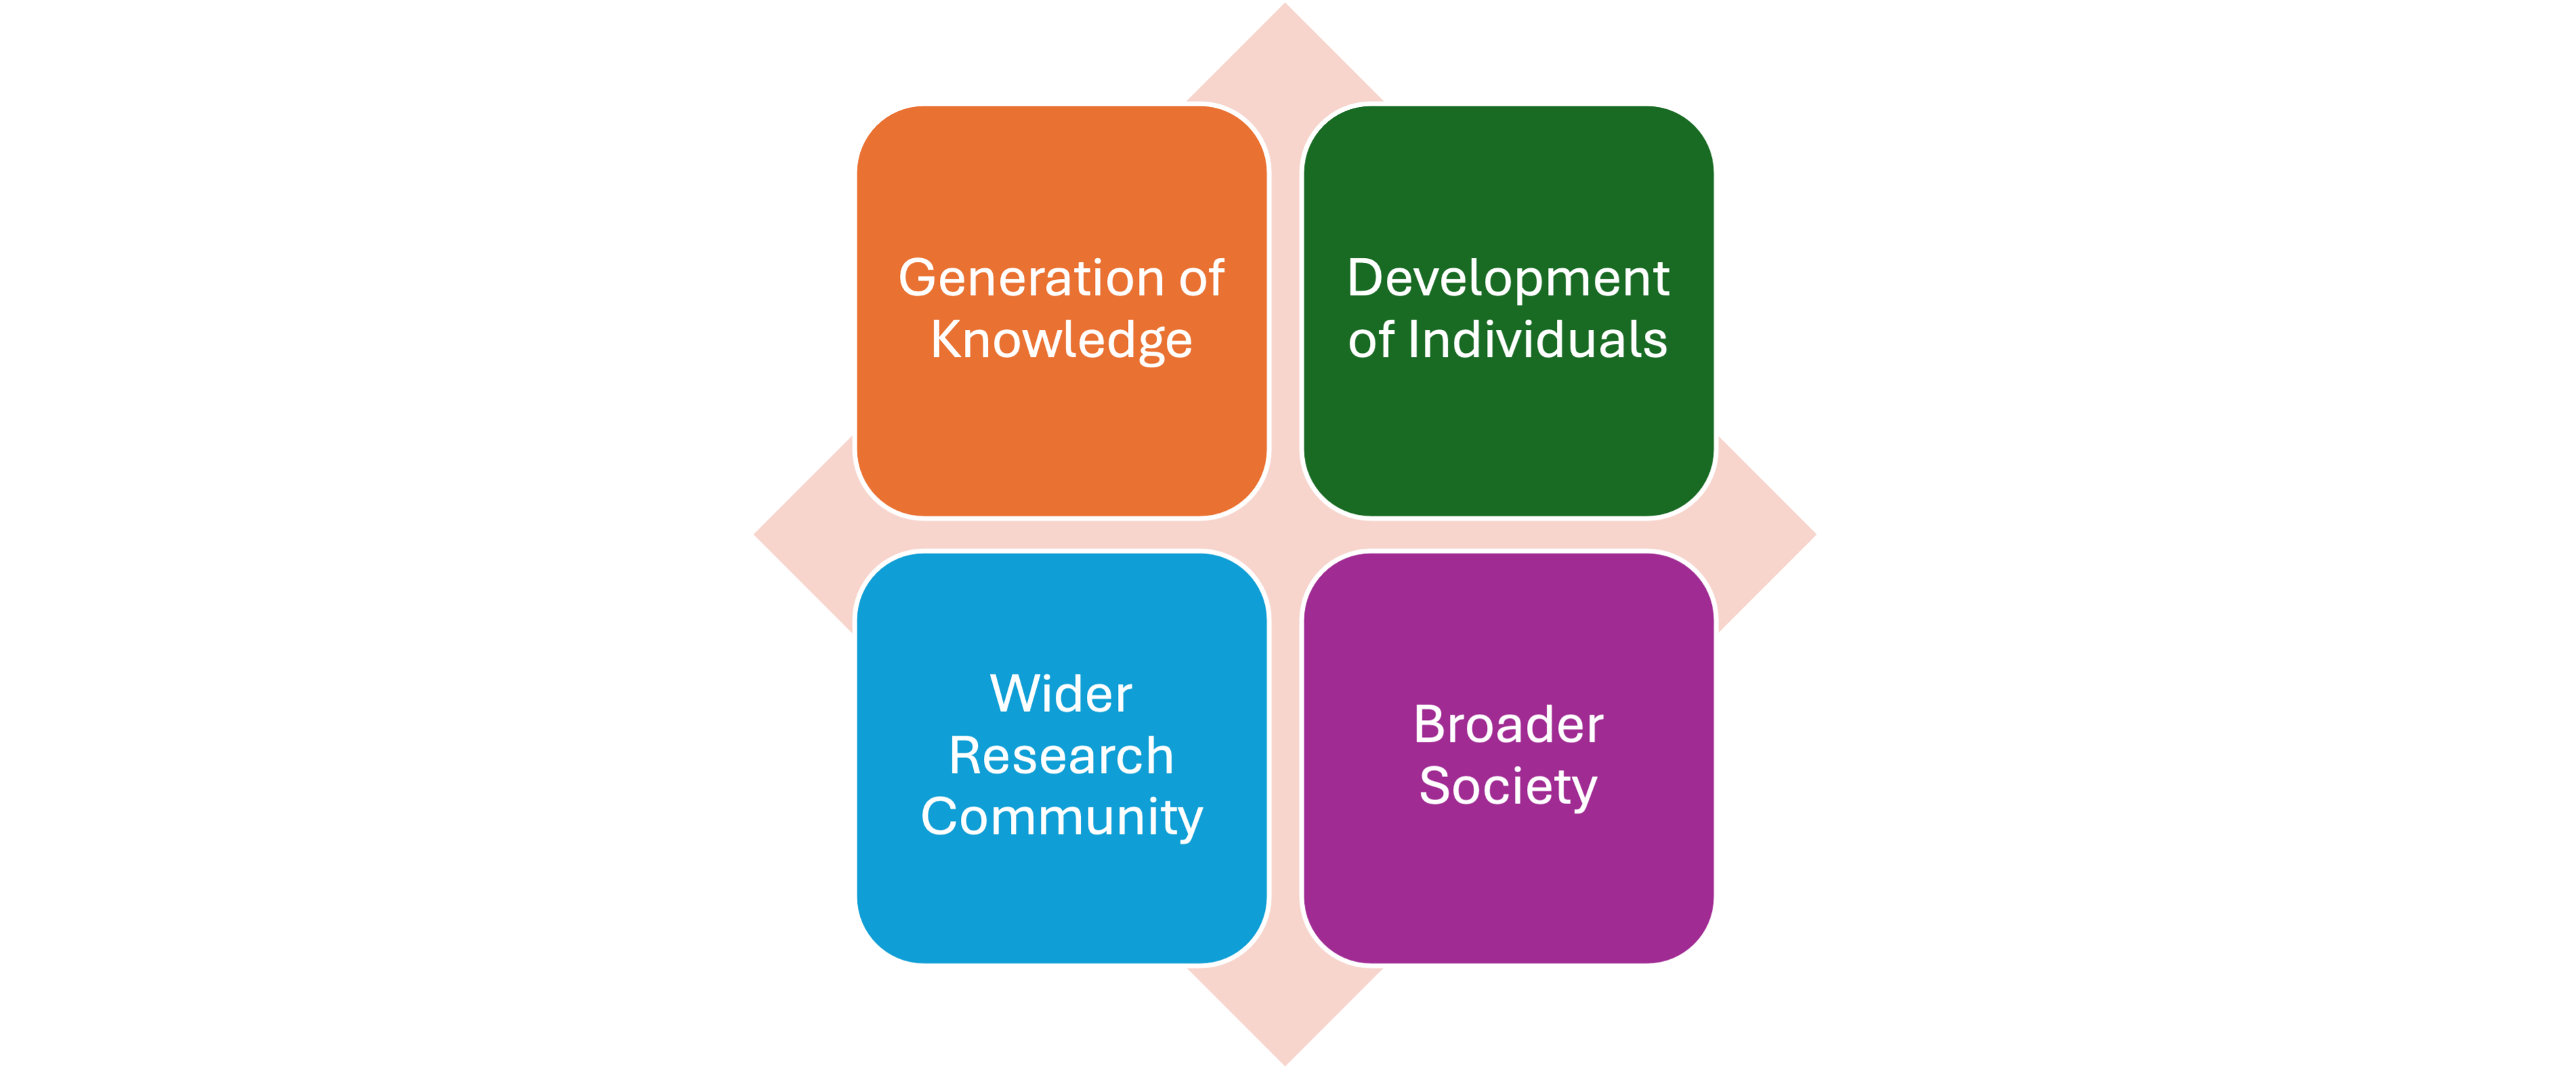 Generation of
Knowledge
Development
of Individuals
Wider
Research
Community
Broader
Society